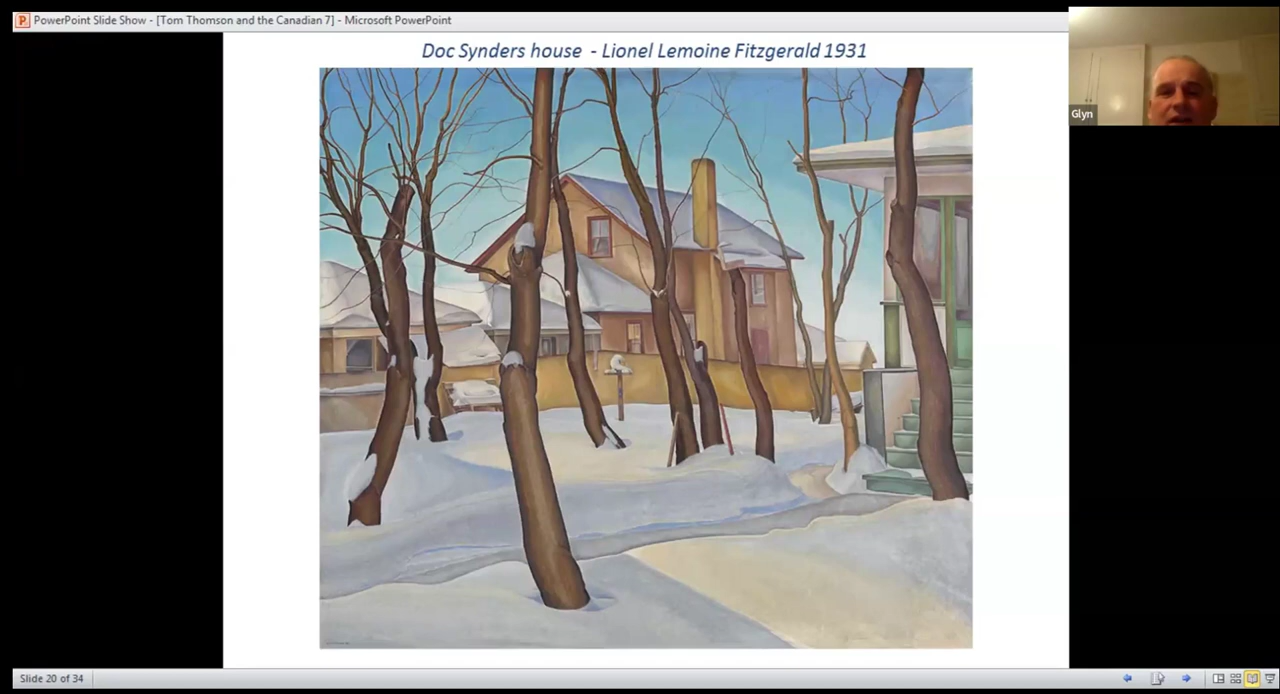 PowerPoint Slide Show - [Tom Thomson and the Canadian 7] - Microsoft PowerPoint
Doc Synders house - Lionel Lemoine Fitzgerald 1931
Glyn
Slide 20 of 34